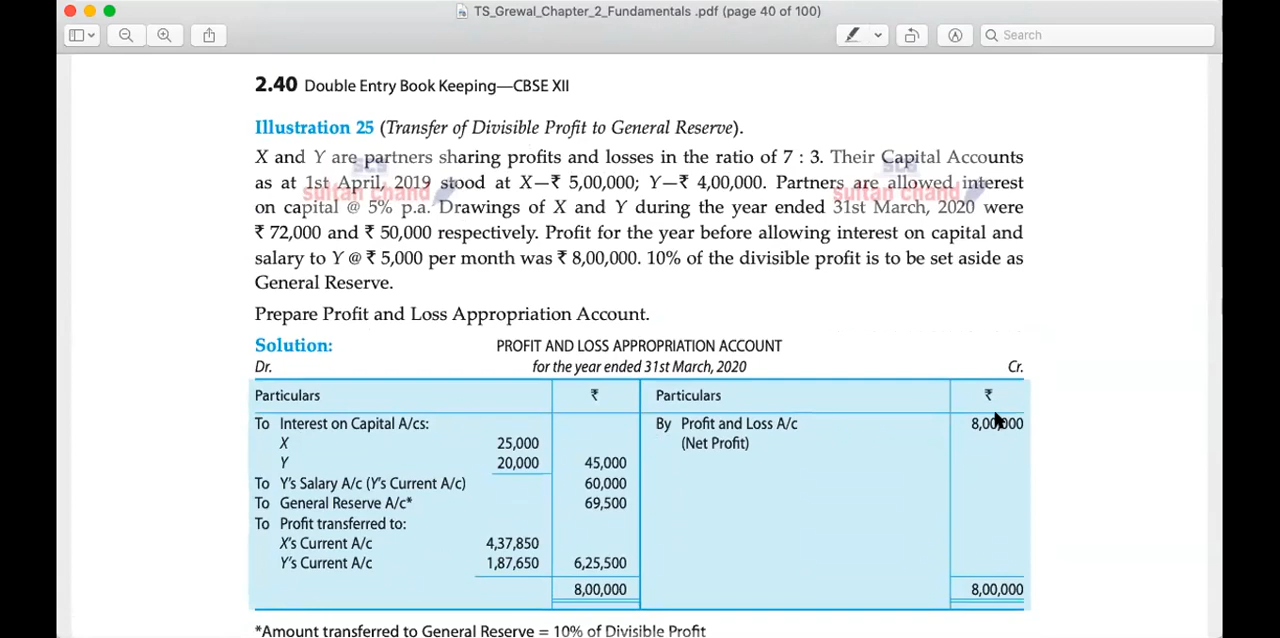 TS_Grewal_Chapter_2_Fundamentals .pdf (page 40 of 100)
Search
2.40 Double Entry Book Keeping—CBSE XII
Illustration 25 (Transfer of Divisible Profit to General Reserve).
X and Y are partners sharing profits and losses in the ratio of 7 : 3. Their Capital Accounts
as at 1st April, 2019 stood at X—₹ 5,00,000; Y—₹ 4,00,000. Partners are allowed interest
on capital @ 5% p.a. Drawings of X and Y during the year ended 31st March, 2020 were
₹ 72,000 and ₹ 50,000 respectively. Profit for the year before allowing interest on capital and
salary to Y @ ₹ 5,000 per month was ₹ 8,00,000. 10% of the divisible profit is to be set aside as
General Reserve.
Prepare Profit and Loss Appropriation Account.
Solution: PROFIT AND LOSS APPROPRIATION ACCOUNT
Dr. for the year ended 31st March, 2020 Cr.
Particulars ₹ Particulars ₹
To Interest on Capital A/cs: By Profit and Loss A/c 8,00,000
X 25,000 (Net Profit)
Y 20,000 45,000
To Y's Salary A/c (Y's Current A/c) 60,000
To General Reserve A/c* 69,500
To Profit transferred to:
X's Current A/c 4,37,850
Y's Current A/c 1,87,650 6,25,500
8,00,000 8,00,000
*Amount transferred to General Reserve = 10% of Divisible Profit
scs scs
sultan chand sultan chand